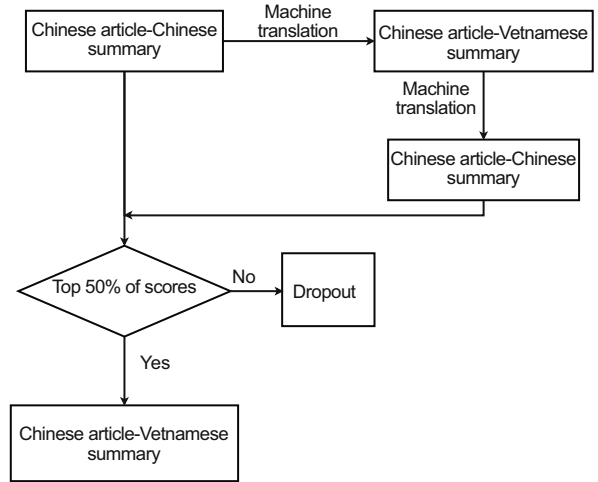 Chinese article-Chinese
summary
Machine
translation
Chinese article-Vetnamese
summary
Machine
translation
Chinese article-Chinese
summary
Top 50% of scores
No
Dropout
Yes
Chinese article-Vetnamese
summary